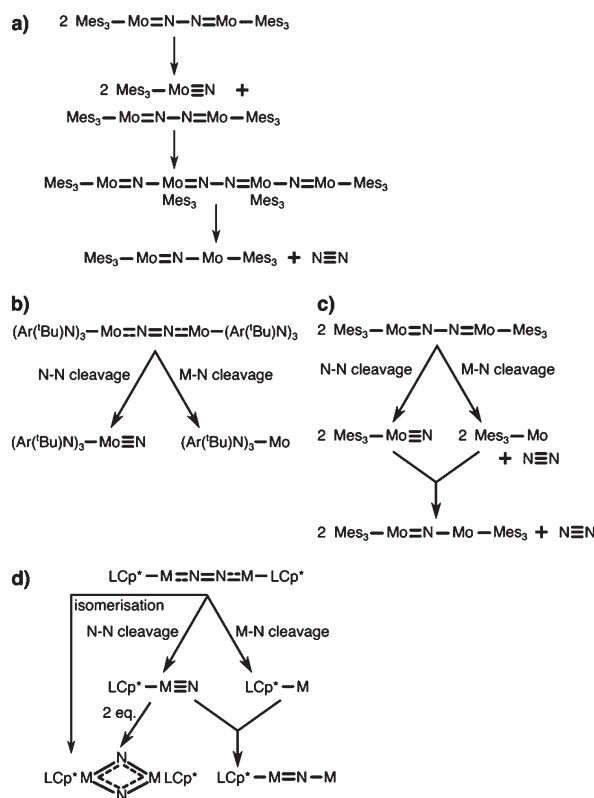 a)
2 Mes₃—Mo=N—N=Mo—Mes₃
2 Mes₃—Mo≡N +
Mes₃—Mo=N—N=Mo—Mes₃
Mes₃—Mo=N—Mo=N—N=Mo—N=Mo—Mes₃
Mes₃ Mes₃
Mes₃—Mo=N—Mo—Mes₃ + N≡N
b)
(Ar(ᵗBu)N)₃—Mo=N=N=Mo—(Ar(ᵗBu)N)₃
N-N cleavage M-N cleavage
(Ar(ᵗBu)N)₃—Mo≡N (Ar(ᵗBu)N)₃—Mo
c)
2 Mes₃—Mo=N—N=Mo—Mes₃
N-N cleavage M-N cleavage
2 Mes₃—Mo≡N 2 Mes₃—Mo
+ N≡N
2 Mes₃—Mo=N—Mo—Mes₃ + N≡N
d)
LCp*—M=N=N=M—LCp*
isomerisation
N-N cleavage M-N cleavage
LCp*—M≡N LCp*—M
2 eq.
N
LCp* M M LCp* LCp*—M=N—M
N